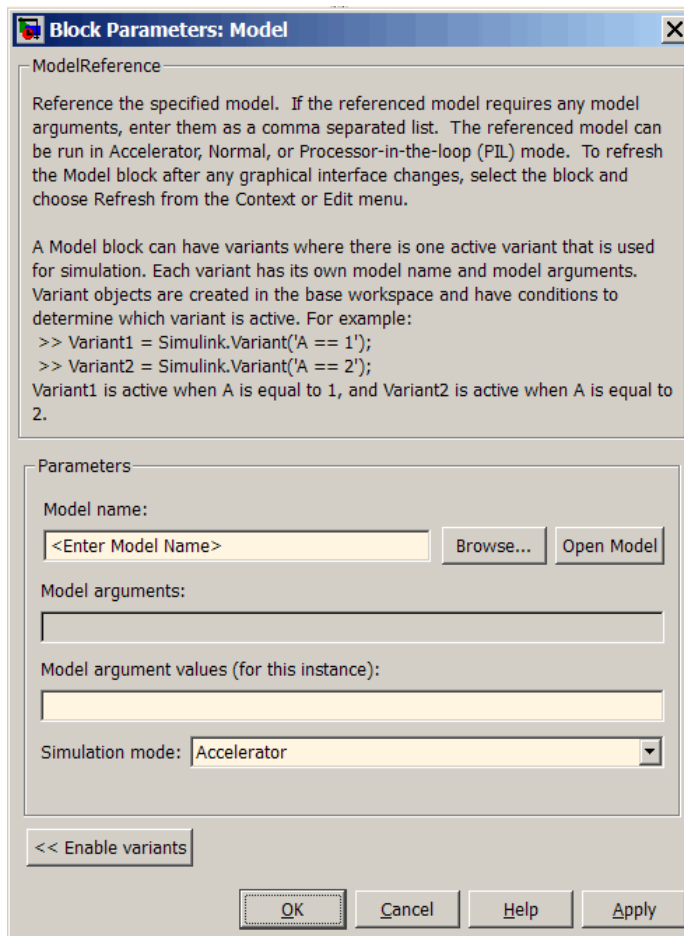 Block Parameters: Model
ModelReference
Reference the specified model.  If the referenced model requires any model
arguments, enter them as a comma separated list.  The referenced model can
be run in Accelerator, Normal, or Processor-in-the-loop (PIL) mode.  To refresh
the Model block after any graphical interface changes, select the block and
choose Refresh from the Context or Edit menu.
A Model block can have variants where there is one active variant that is used
for simulation. Each variant has its own model name and model arguments.
Variant objects are created in the base workspace and have conditions to
determine which variant is active. For example:
>> Variant1 = Simulink.Variant('A == 1');
>> Variant2 = Simulink.Variant('A == 2');
Variant1 is active when A is equal to 1, and Variant2 is active when A is equal to
2.
Parameters
Model name:
<Enter Model Name> Browse... Open Model
Model arguments:
Model argument values (for this instance):
Simulation mode: Accelerator
<< Enable variants
OK Cancel Help Apply